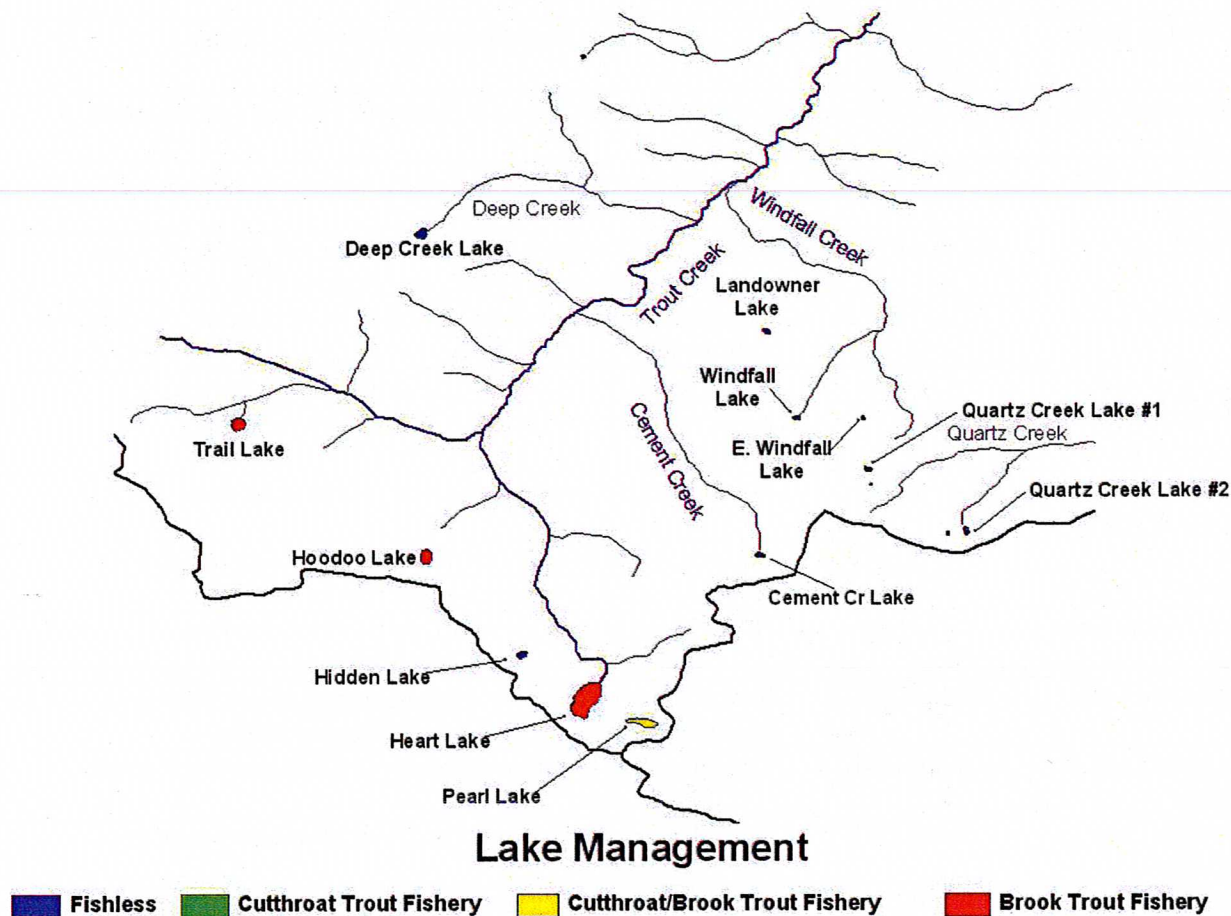 Deep Creek
Deep Creek Lake
Windfall Creek
Trout Creek
Landowner
Lake
Windfall
Lake
Cement Creek
E. Windfall
Lake
Quartz Creek Lake #1
Quartz Creek
Quartz Creek Lake #2
Trail Lake
Hoodoo Lake
Cement Cr Lake
Hidden Lake
Heart Lake
Pearl Lake
Lake Management
Fishless
Cutthroat Trout Fishery
Cutthroat/Brook Trout Fishery
Brook Trout Fishery